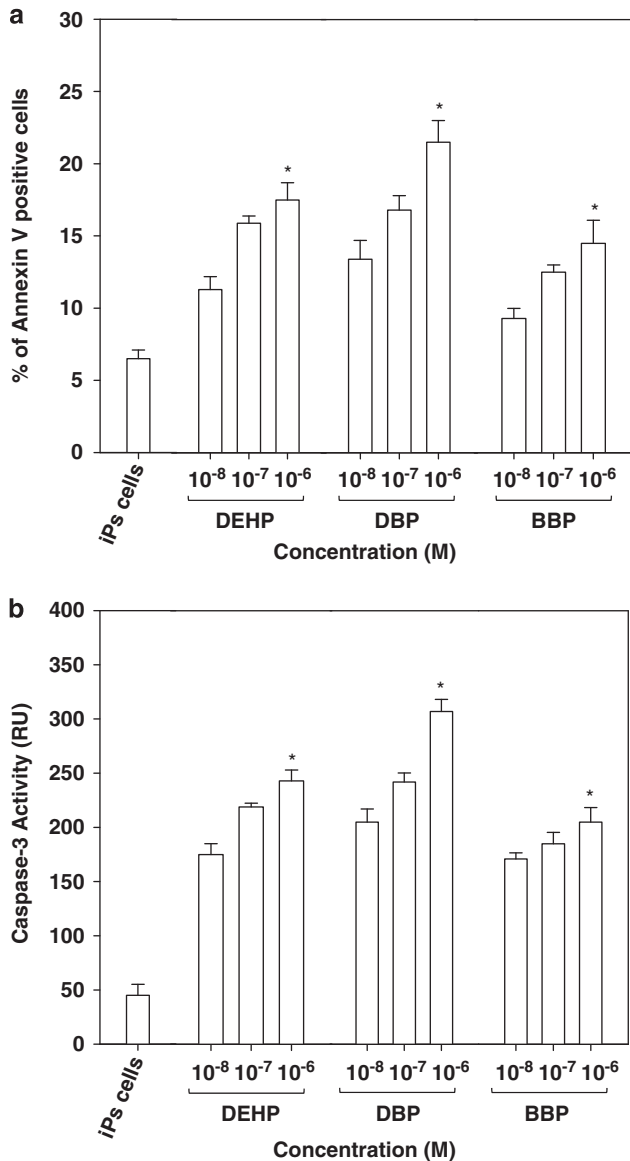 a
% of Annexin V positive cells
30
25
20
15
10
5
0
* * *
iPs cells
10-8 10-7 10-6 10-8 10-7 10-6 10-8 10-7 10-6
DEHP DBP BBP
Concentration (M)
b
Caspase-3 Activity (RU)
400
350
300
250
200
150
100
50
0
* * *
iPs cells
10-8 10-7 10-6 10-8 10-7 10-6 10-8 10-7 10-6
DEHP DBP BBP
Concentration (M)